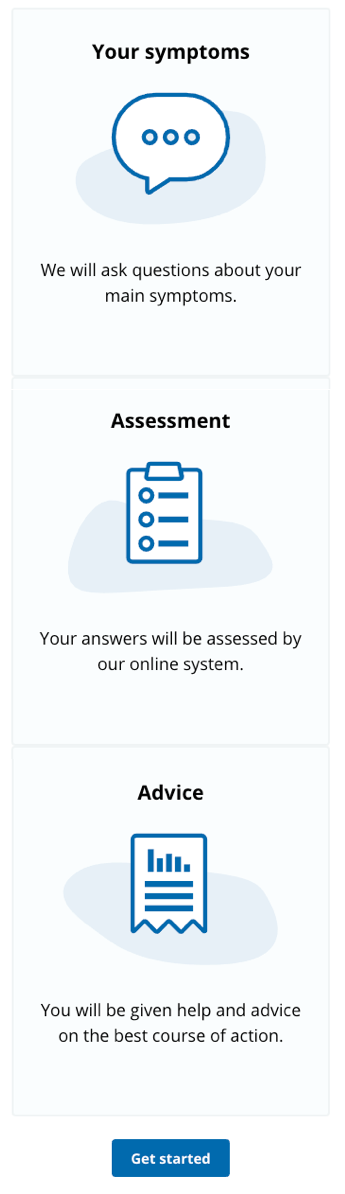 Your symptoms
We will ask questions about your
main symptoms.
Assessment
Your answers will be assessed by
our online system.
Advice
You will be given help and advice
on the best course of action.
Get started